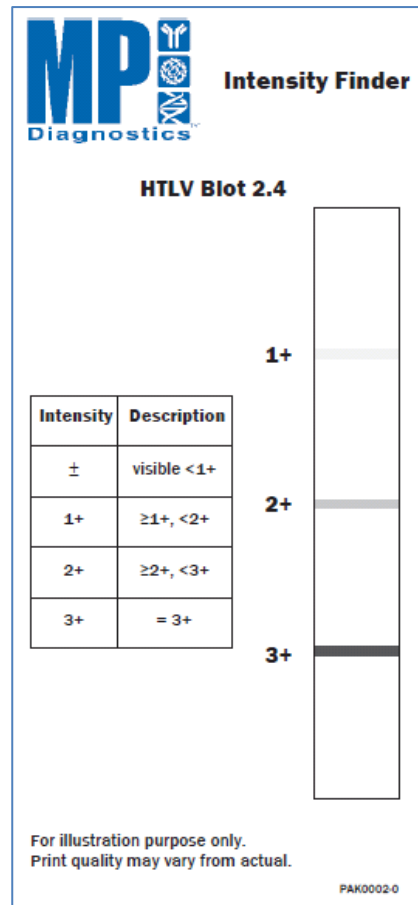 MP
Diagnostics™
Intensity Finder
HTLV Blot 2.4
1+
2+
3+
Intensity Description
± visible <1+
1+ ≥1+, <2+
2+ ≥2+, <3+
3+ = 3+
For illustration purpose only.
Print quality may vary from actual.
PAK0002-0